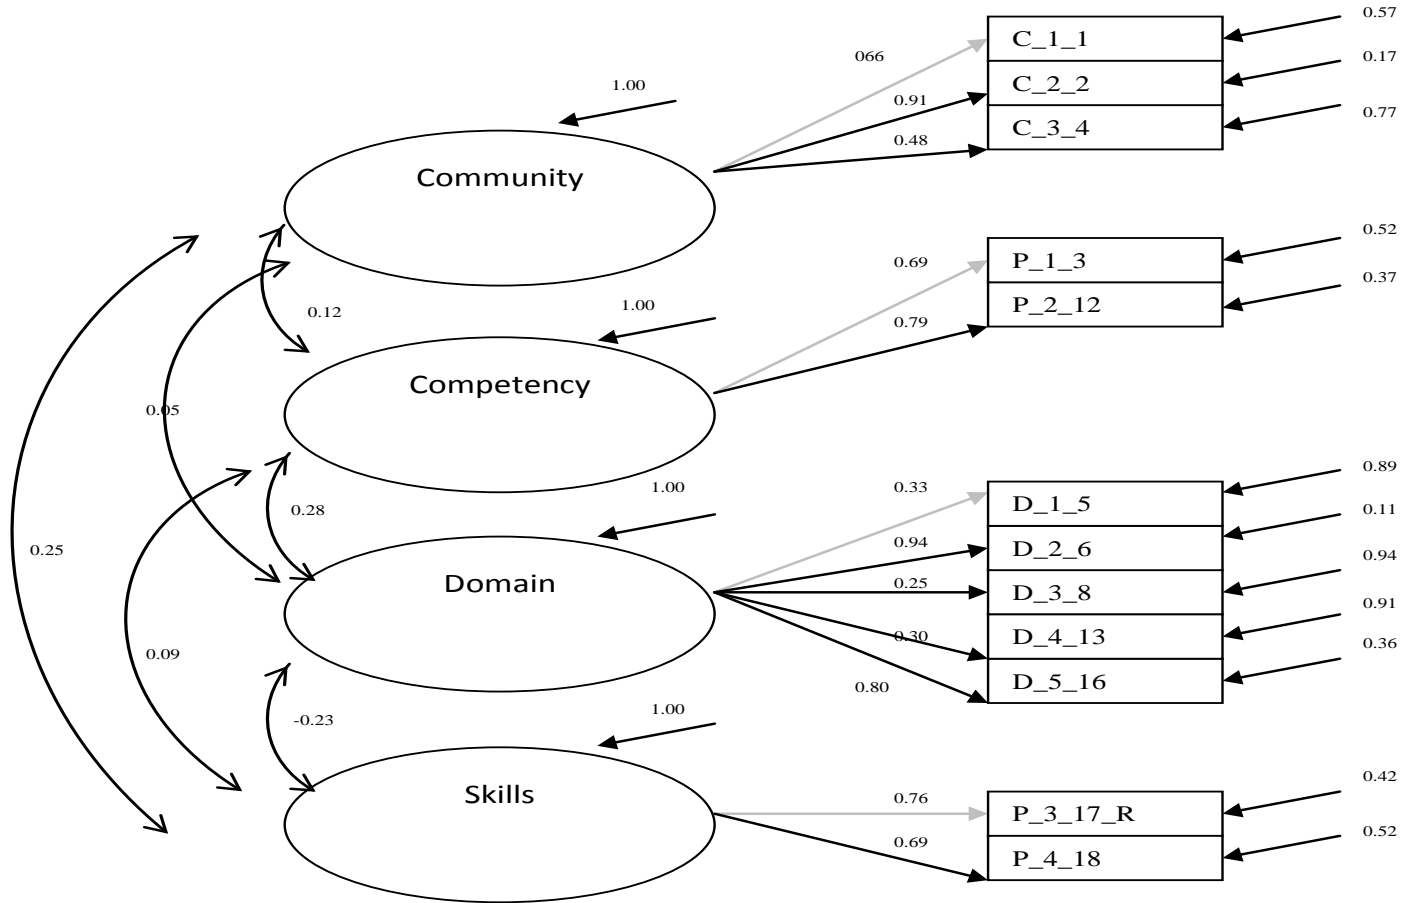 0.57
C_1_1
066
0.17
1.00
C_2_2
0.91
0.77
C_3_4
0.48
Community
0.52
0.69
P_1_3
0.37
1.00
P_2_12
0.12
0.79
Competency
0.05
0.89
1.00
0.33
D_1_5
0.28
0.11
0.94
D_2_6
0.25
0.94
Domain
0.25
D_3_8
0.91
0.30
D_4_13
0.36
0.09
0.80
D_5_16
1.00
-0.23
0.42
Skills
0.76
P_3_17_R
0.52
0.69
P_4_18